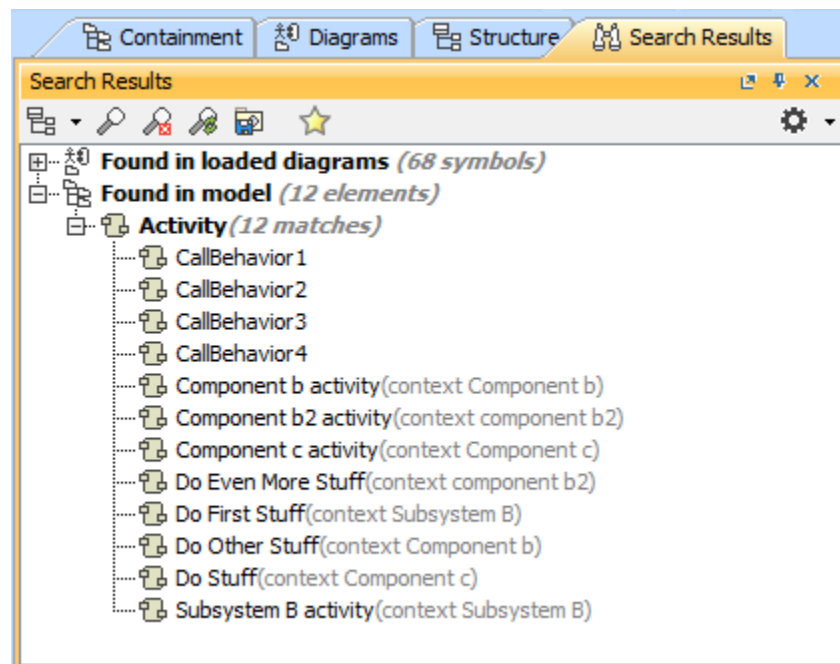 Containment Diagrams Structure Search Results
Search Results
Found in loaded diagrams (68 symbols)
Found in model (12 elements)
Activity(12 matches)
CallBehavior1
CallBehavior2
CallBehavior3
CallBehavior4
Component b activity(context Component b)
Component b2 activity(context component b2)
Component c activity(context Component c)
Do Even More Stuff(context component b2)
Do First Stuff(context Subsystem B)
Do Other Stuff(context Component b)
Do Stuff(context Component c)
Subsystem B activity(context Subsystem B)